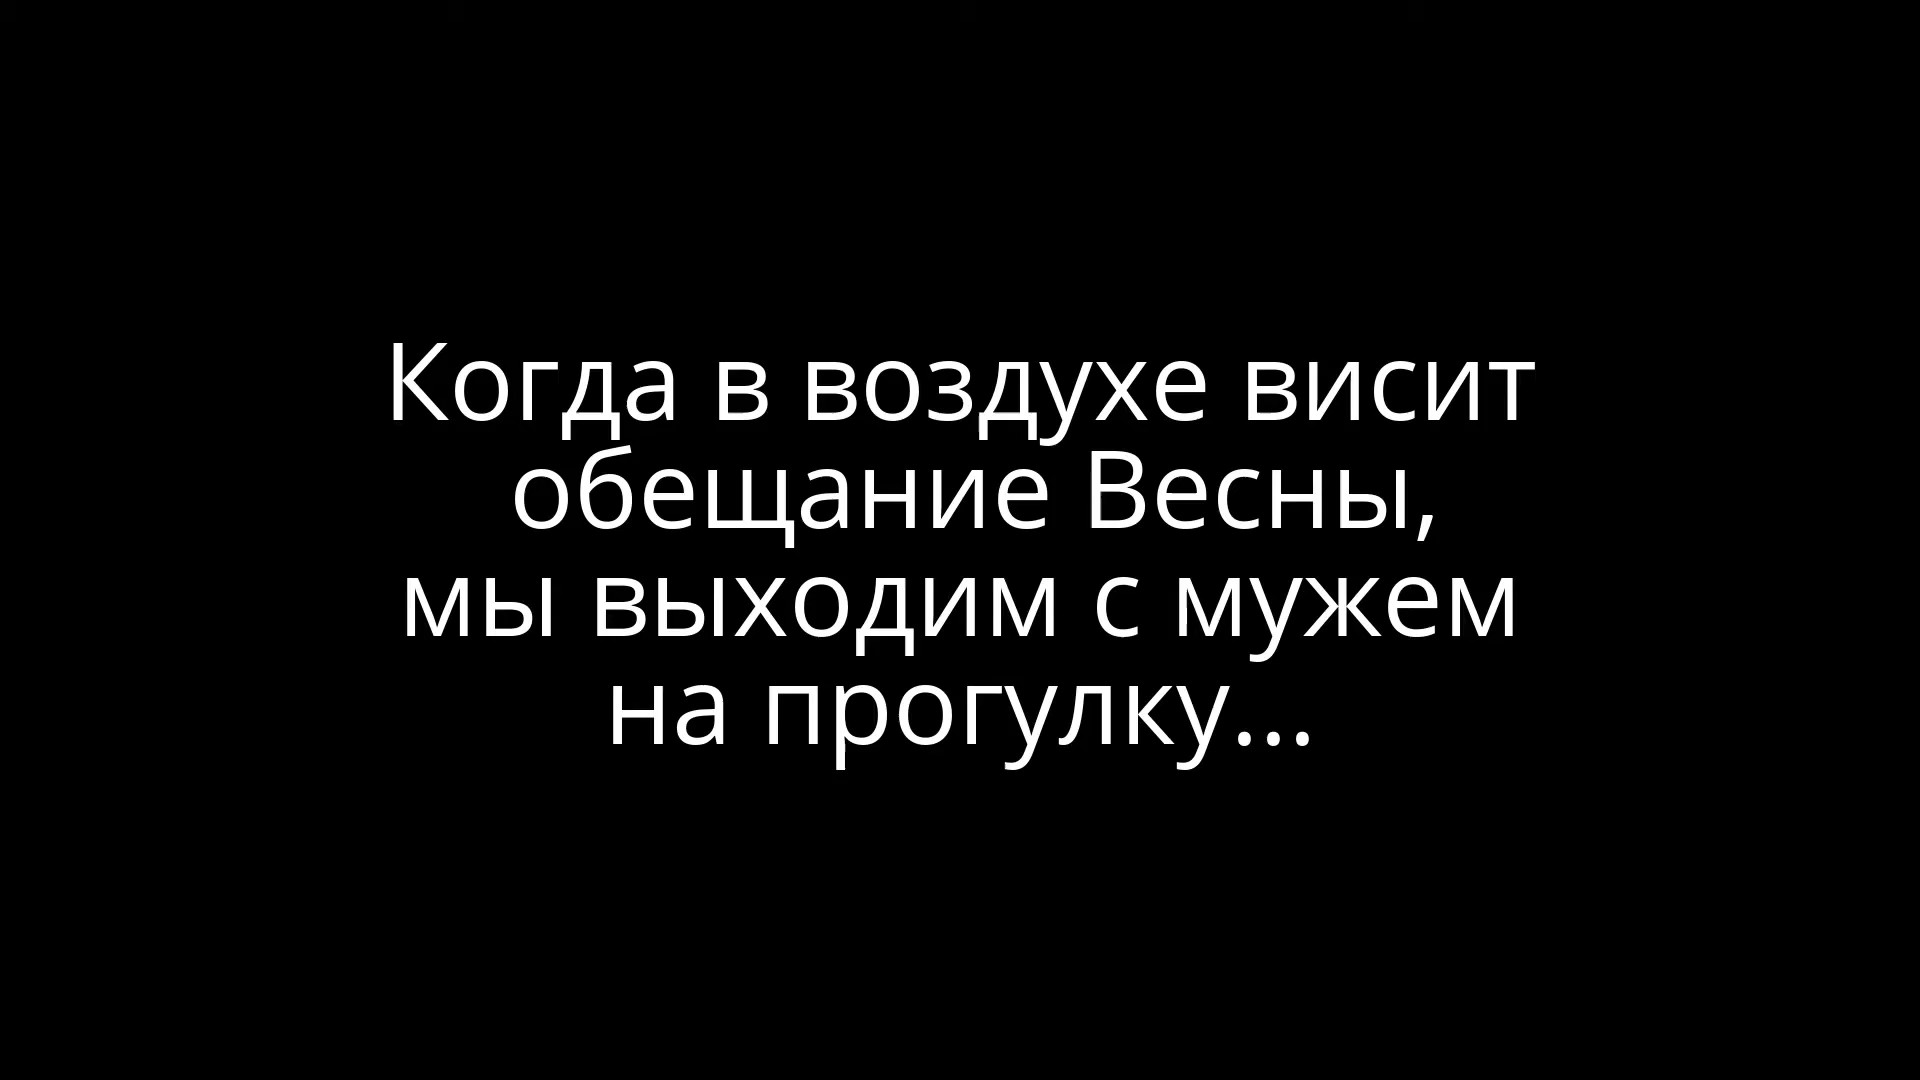 Когда в воздухе висит
обещание Весны,
мы выходим с мужем
на прогулку...